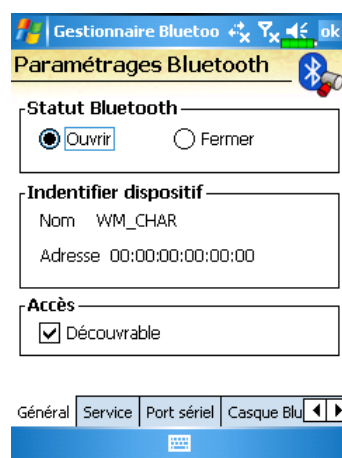 Gestionnaire Bluetoo ok
Paramétrages Bluetooth
Statut Bluetooth
Ouvrir Fermer
Indentifier dispositif
Nom WM_CHAR
Adresse 00:00:00:00:00:00
Accès
Découvrable
Général Service Port sériel Casque Blu